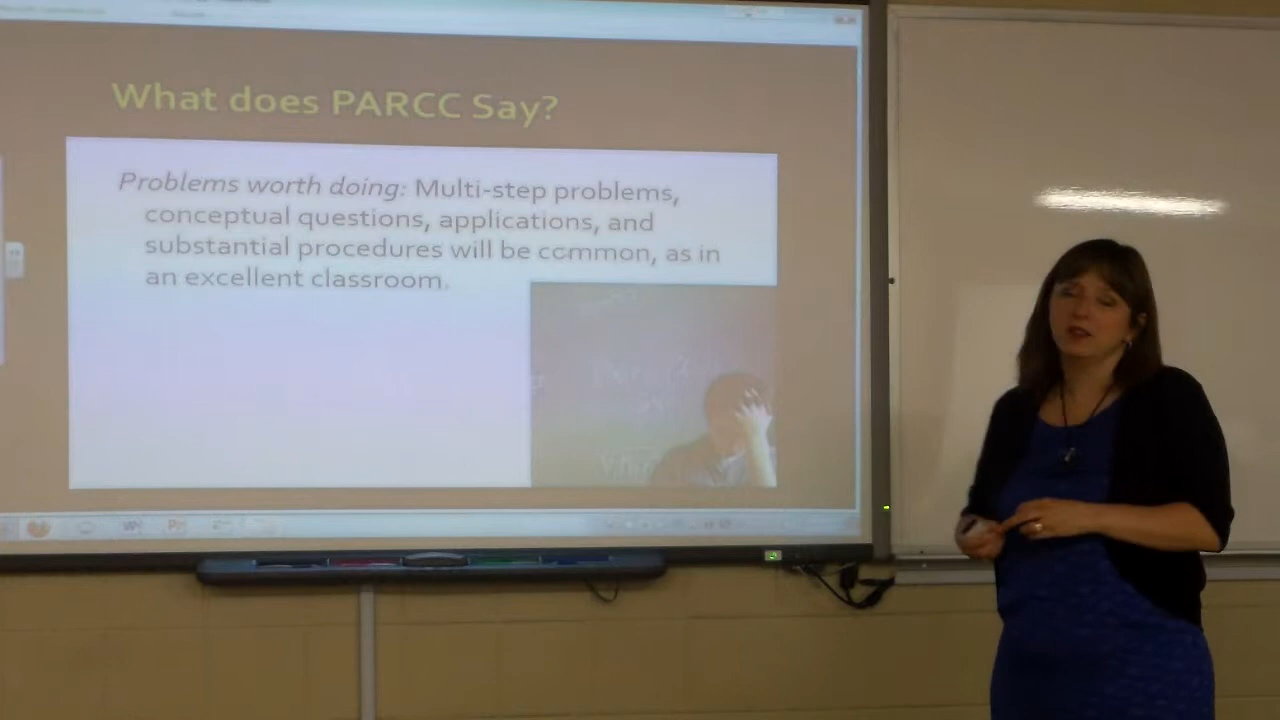 What does PARCC Say?
Problems worth doing: Multi-step problems,
conceptual questions, applications, and
substantial procedures will be common, as in
an excellent classroom.